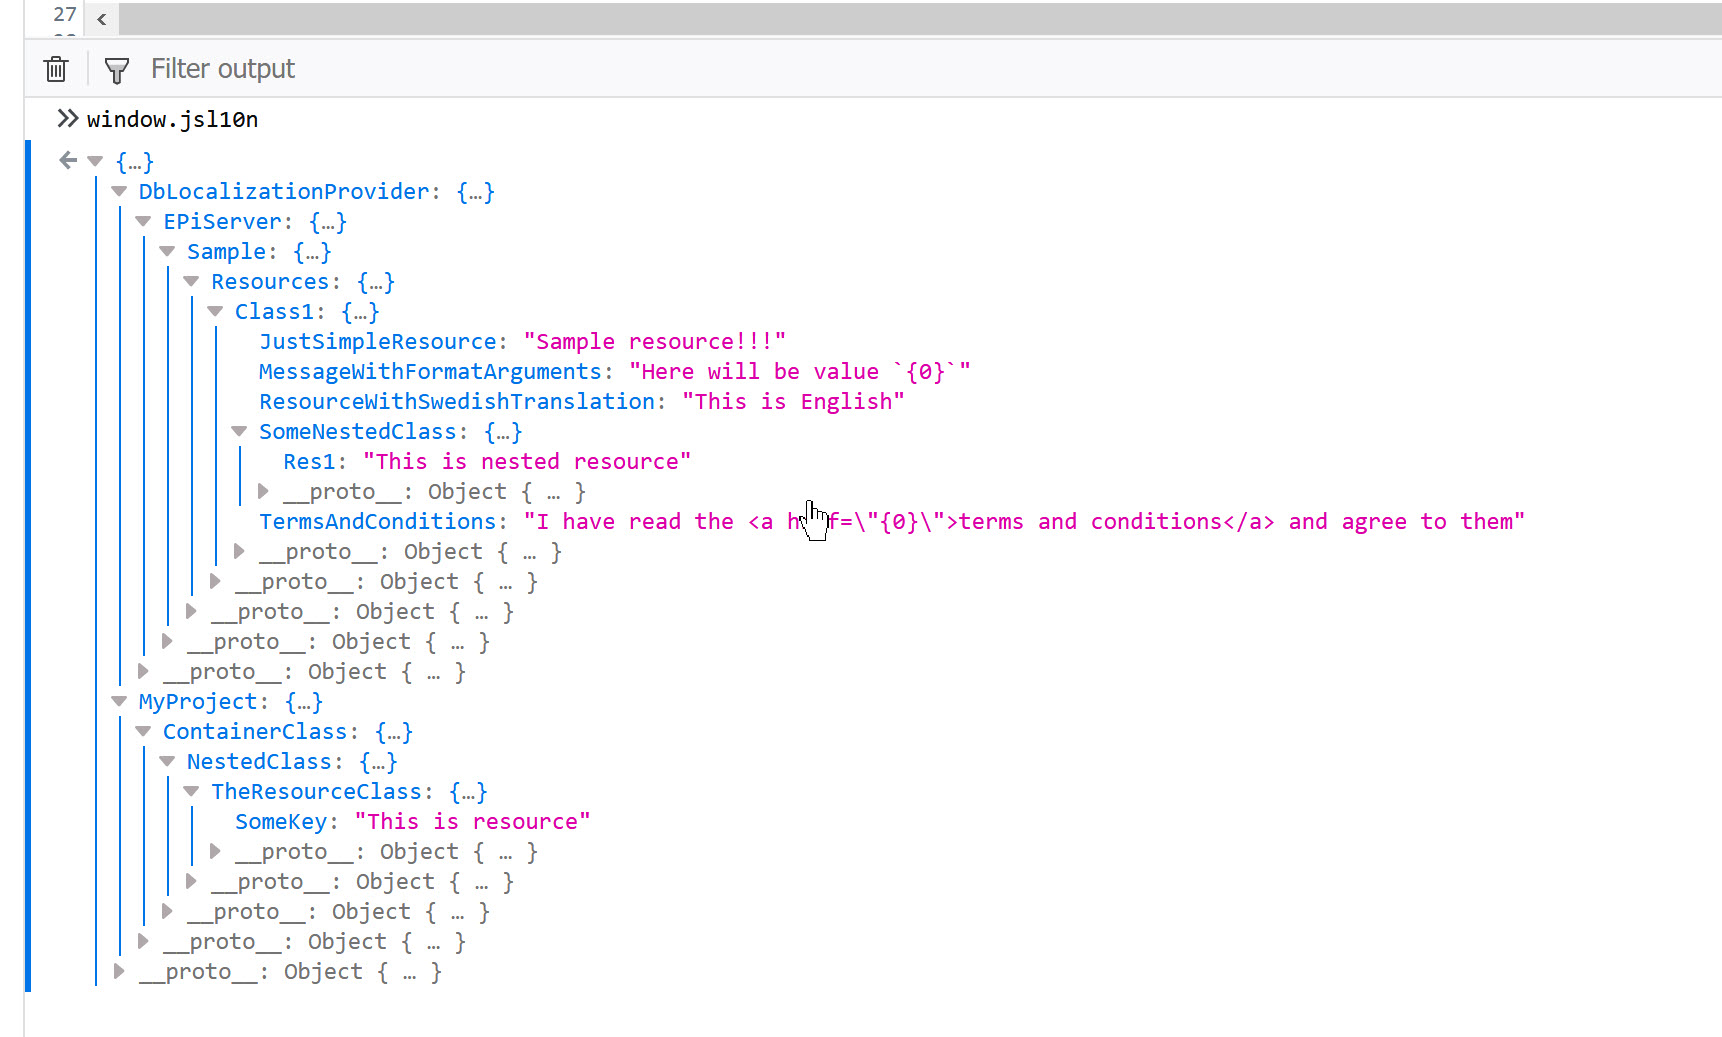 27
Filter output
window.jsl10n
{…}
DbLocalizationProvider: {…}
EPiServer: {…}
Sample: {…}
Resources: {…}
Class1: {…}
JustSimpleResource: "Sample resource!!!"
MessageWithFormatArguments: "Here will be value `{0}`"
ResourceWithSwedishTranslation: "This is English"
SomeNestedClass: {…}
Res1: "This is nested resource"
__proto__: Object { … }
TermsAndConditions: "I have read the <a href=\"{0}\">terms and conditions</a> and agree to them"
__proto__: Object { … }
__proto__: Object { … }
__proto__: Object { … }
__proto__: Object { … }
__proto__: Object { … }
MyProject: {…}
ContainerClass: {…}
NestedClass: {…}
TheResourceClass: {…}
SomeKey: "This is resource"
__proto__: Object { … }
__proto__: Object { … }
__proto__: Object { … }
__proto__: Object { … }
__proto__: Object { … }